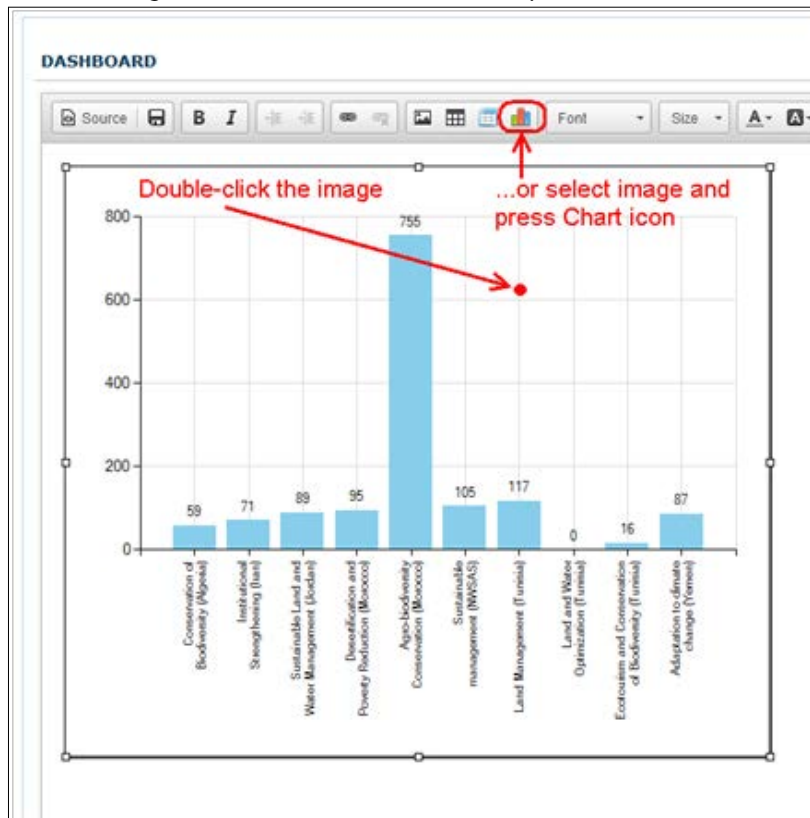 DASHBOARD
Source B I Font Size A A
Double-click the image
...or select image and
press Chart icon
800
600
400
200
0
59
71
89
95
755
105
117
0
16
87
Conservation of
Biodiversity (Algeria)
Institutional
Strengthening (Iran)
Sustainable Land and
Water Management (Jordan)
Desertification and
Poverty Reduction (Morocco)
Agro-biodiversity
Conservation (Morocco)
Sustainable
management (NWSAS)
Land Management (Tunisia)
Land and Water
Optimization (Tunisia)
Ecotourism and Conservation
of Biodiversity (Tunisia)
Adaptation to climate
change (Yemen)